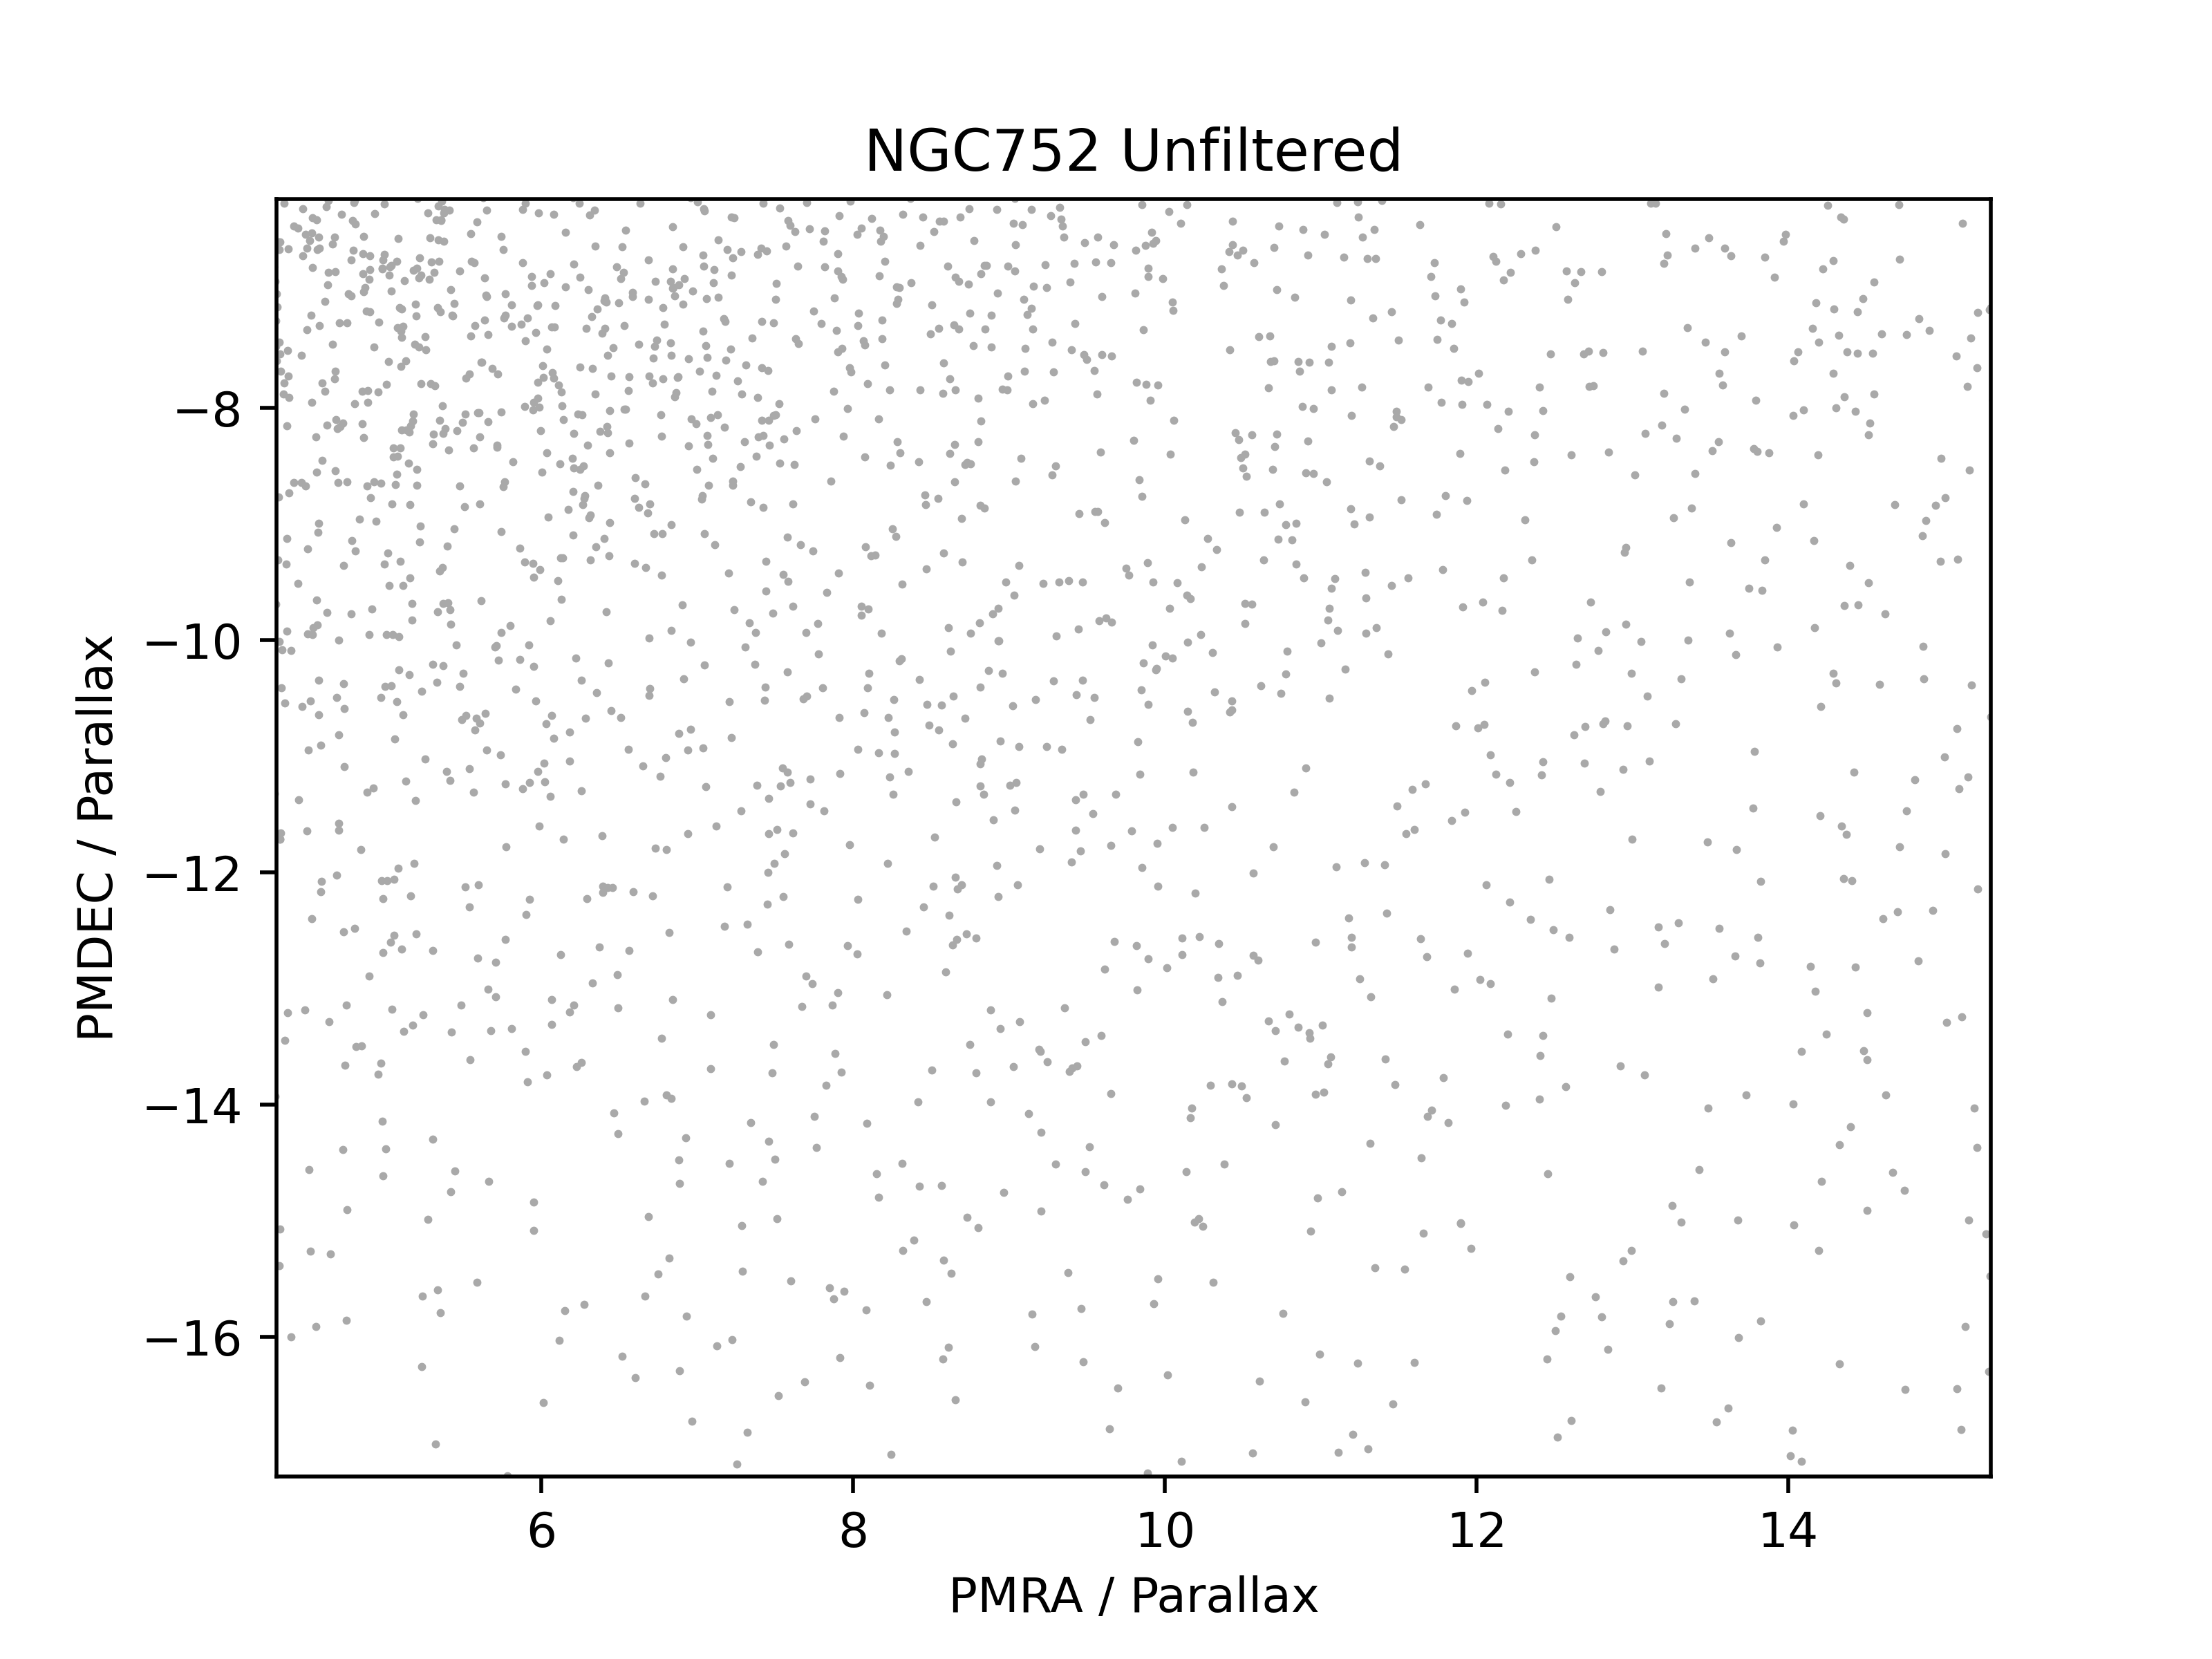 NGC752 Unfiltered
PMDEC / Parallax
−8
−10
−12
−14
−16
6 8 10 12 14
PMRA / Parallax